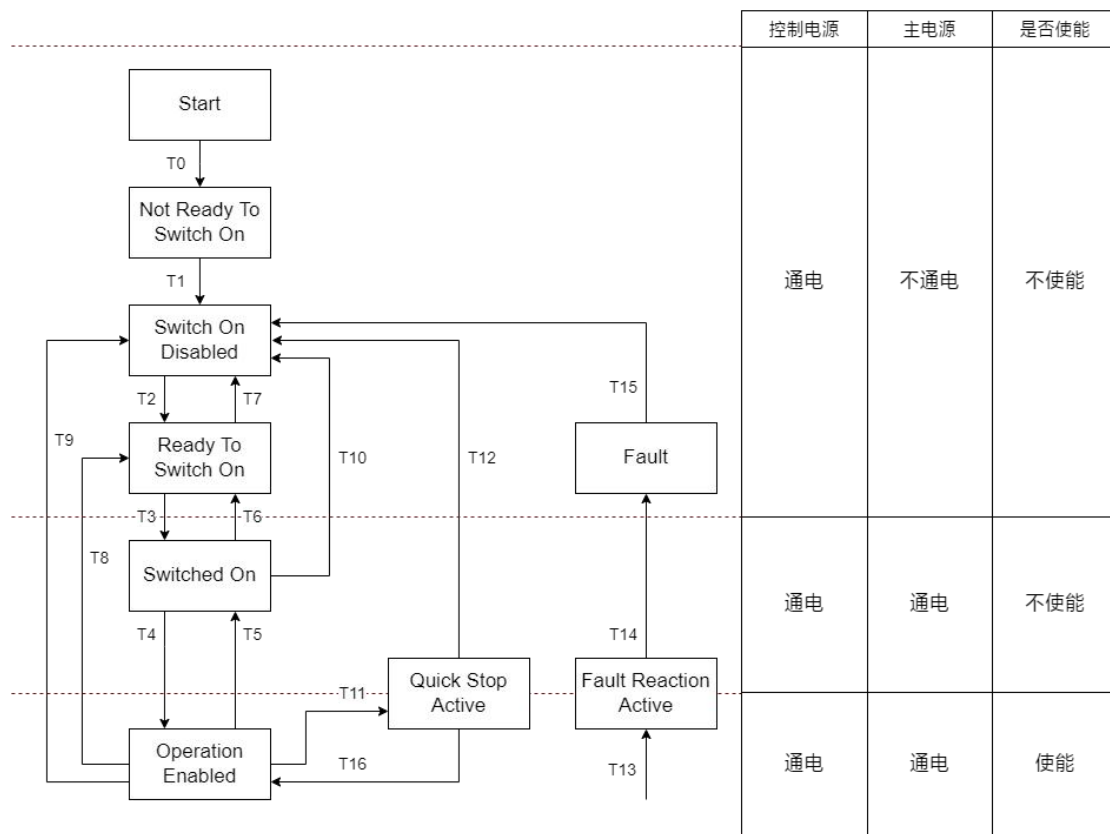 控制电源 主电源 是否使能
Start
T0
Not Ready To
Switch On
T1
通电 不通电 不使能
Switch On
Disabled
T2 T7 T15
T9 T10 T12
Ready To
Switch On
Fault
T3 T6
T8
Switched On
通电 通电 不使能
T4 T5 T14
Quick Stop
Active
Fault Reaction
Active
T11
Operation
Enabled
T16 T13
通电 通电 使能